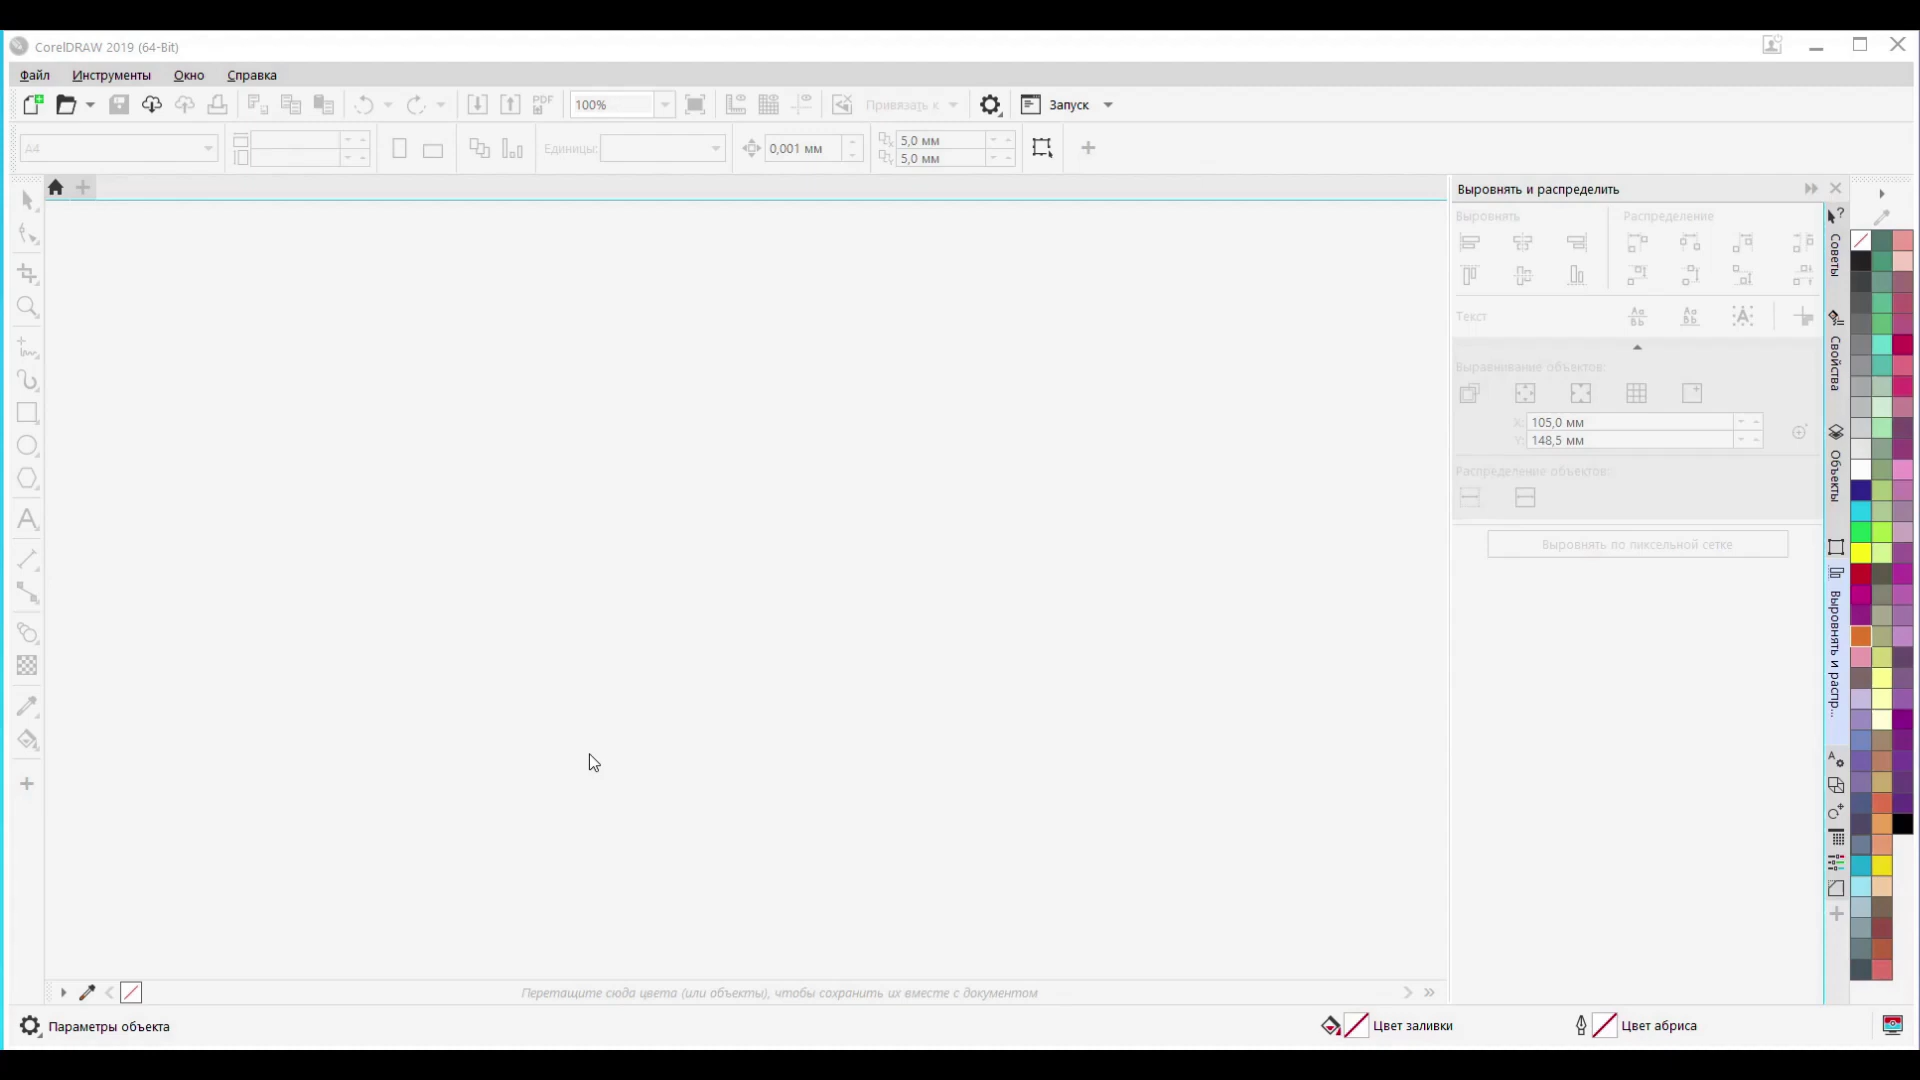 CorelDRAW 2019 (64-Bit)
Файл Инструменты Окно Справка
PDF 100% Привязать к Запуск
A4 Единицы: 0,001 мм 5,0 мм
5,0 мм
Выровнять и распределить
Выровнять Распределение
Текст
Выравнивание объектов:
X: 105,0 мм
Y: 148,5 мм
Распределение объектов:
Выровнять по пиксельной сетке
Советы
Свойства
Объекты
Выровнять и распр...
Перетащите сюда цвета (или объекты), чтобы сохранить их вместе с документом
Параметры объекта Цвет заливки Цвет абриса